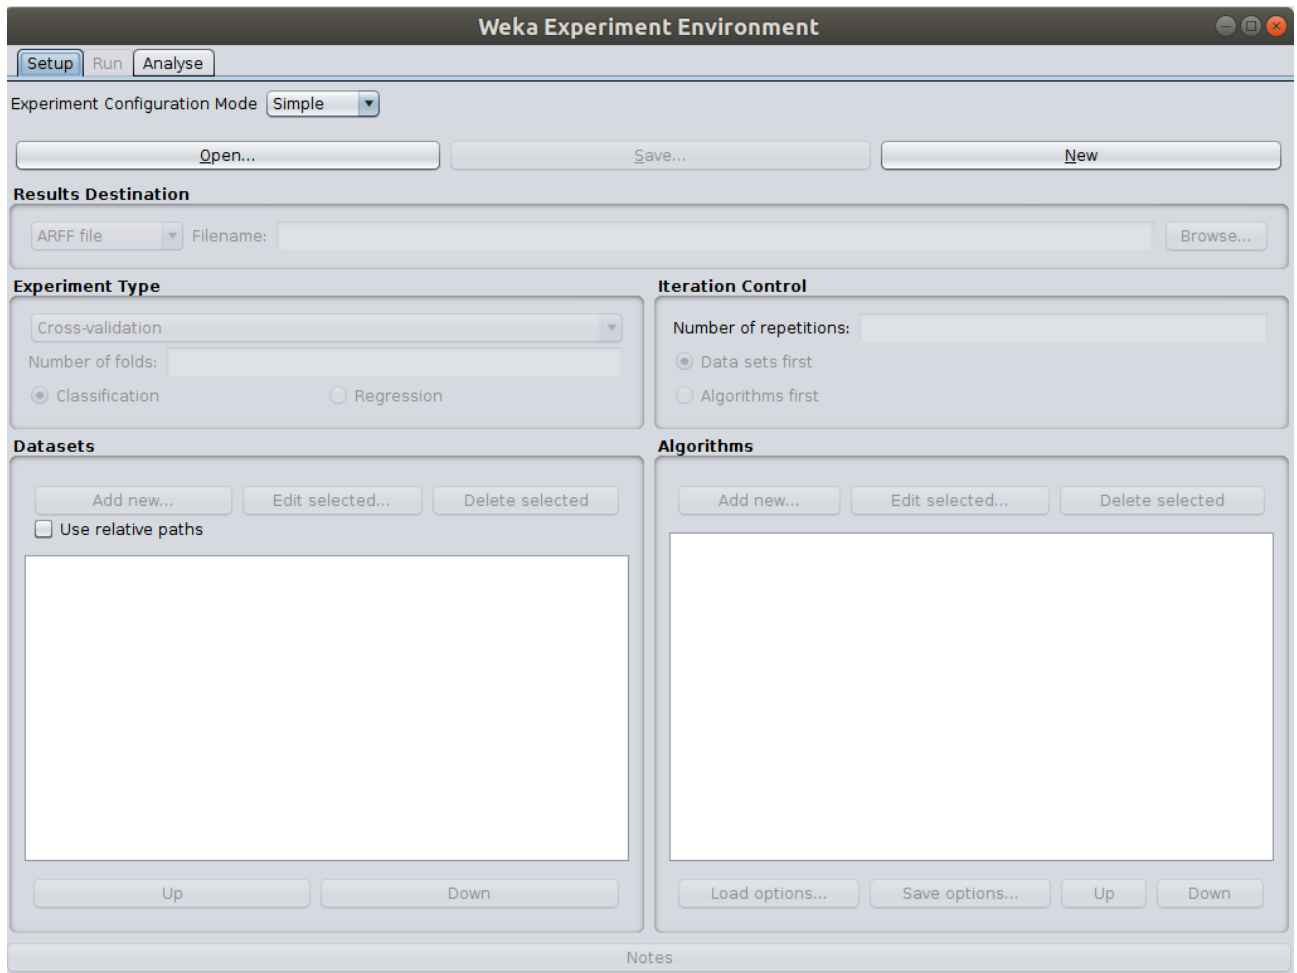 Weka Experiment Environment
Setup Run Analyse
Experiment Configuration Mode Simple
Open... Save... New
Results Destination
ARFF file Filename: Browse...
Experiment Type Iteration Control
Cross-validation Number of repetitions:
Number of folds: Data sets first
Classification Regression Algorithms first
Datasets Algorithms
Add new... Edit selected... Delete selected Add new... Edit selected... Delete selected
Use relative paths
Up Down Load options... Save options... Up Down
Notes